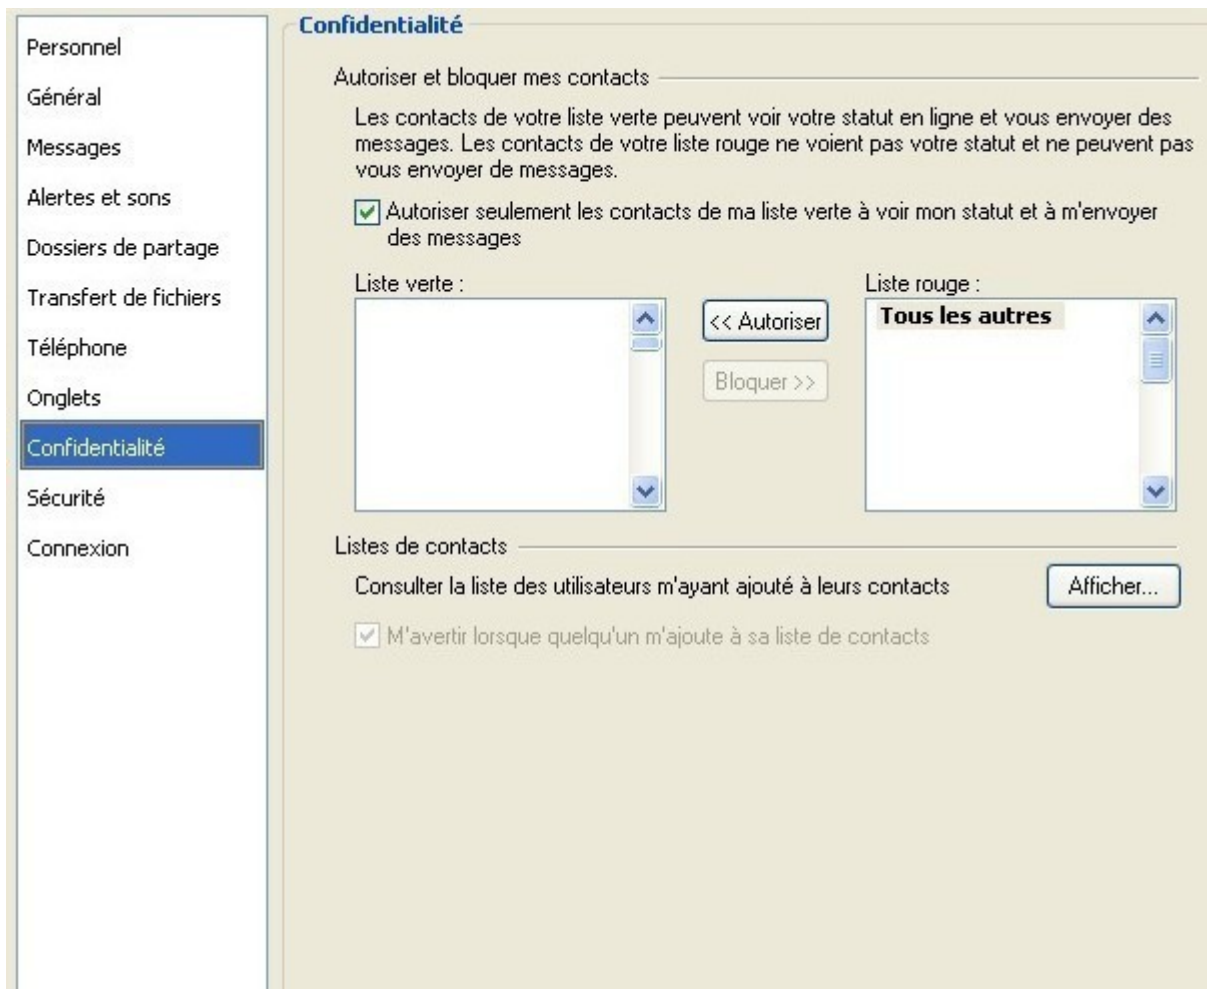 Personnel
Général
Messages
Alertes et sons
Dossiers de partage
Transfert de fichiers
Téléphone
Onglets
Confidentialité
Sécurité
Connexion
Confidentialité
Autoriser et bloquer mes contacts
Les contacts de votre liste verte peuvent voir votre statut en ligne et vous envoyer des
messages. Les contacts de votre liste rouge ne voient pas votre statut et ne peuvent pas
vous envoyer de messages.
Autoriser seulement les contacts de ma liste verte à voir mon statut et à m'envoyer
des messages
Liste verte :
<< Autoriser
Bloquer >>
Liste rouge :
Tous les autres
Listes de contacts
Consulter la liste des utilisateurs m'ayant ajouté à leurs contacts
Afficher...
M'avertir lorsque quelqu'un m'ajoute à sa liste de contacts